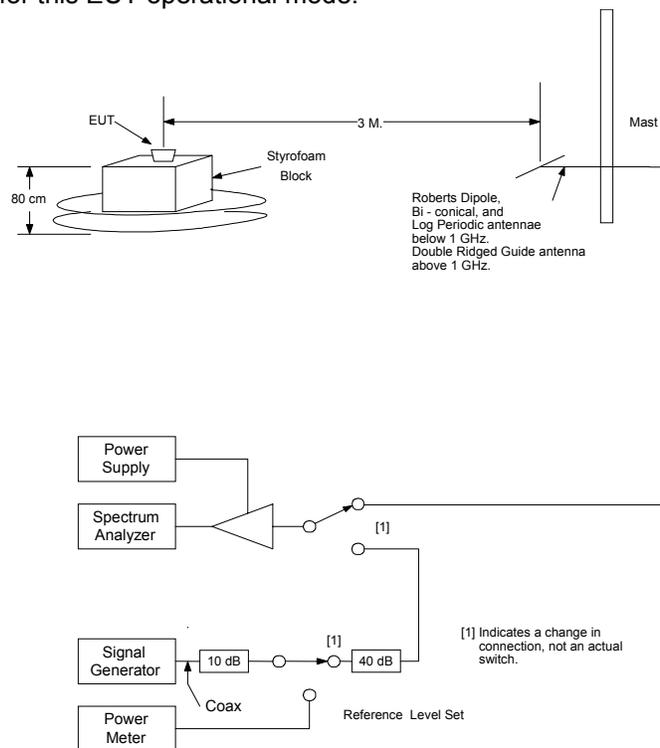 for this EUT operational mode.
EUT
3 M.
Mast
Styrofoam
Block
80 cm
Roberts Dipole,
Bi - conical, and
Log Periodic antennae
below 1 GHz.
Double Ridged Guide antenna
above 1 GHz.
Power
Supply
Spectrum
Analyzer
[1]
Signal
Generator
10 dB
[1]
40 dB
[1] Indicates a change in
connection, not an actual
switch.
Coax
Power
Meter
Reference Level Set